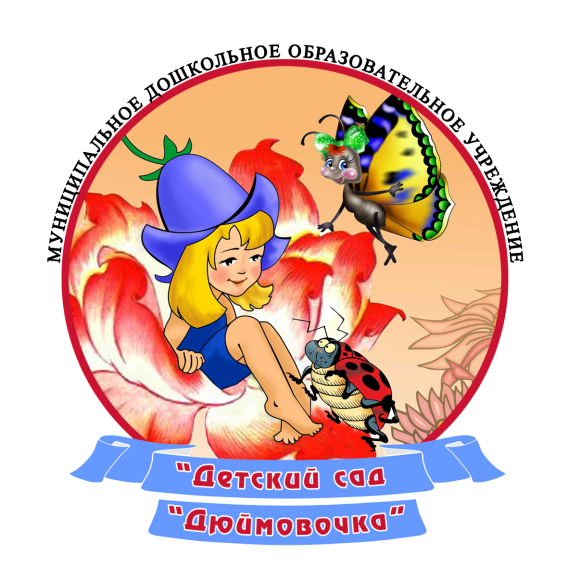 МУНИЦИПАЛЬНОЕ ДОШКОЛЬНОЕ ОБРАЗОВАТЕЛЬНОЕ УЧРЕЖДЕНИЕ
"Детский сад
"Дюймовочка"